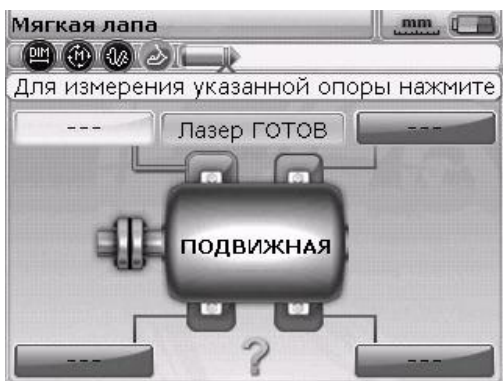 Мягкая лапа mm
DIM M
Для измерения указанной опоры нажмите
--- Лазер ГОТОВ ---
ПОДВИЖНАЯ
--- ? ---